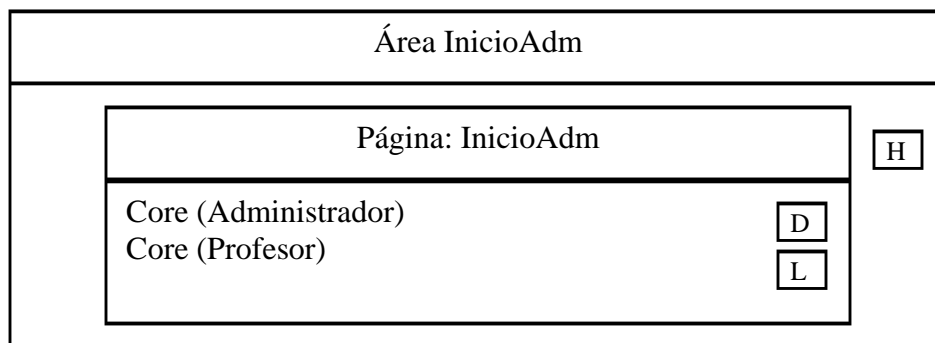 Área InicioAdm
Página: InicioAdm
H
Core (Administrador)
D
Core (Profesor)
L